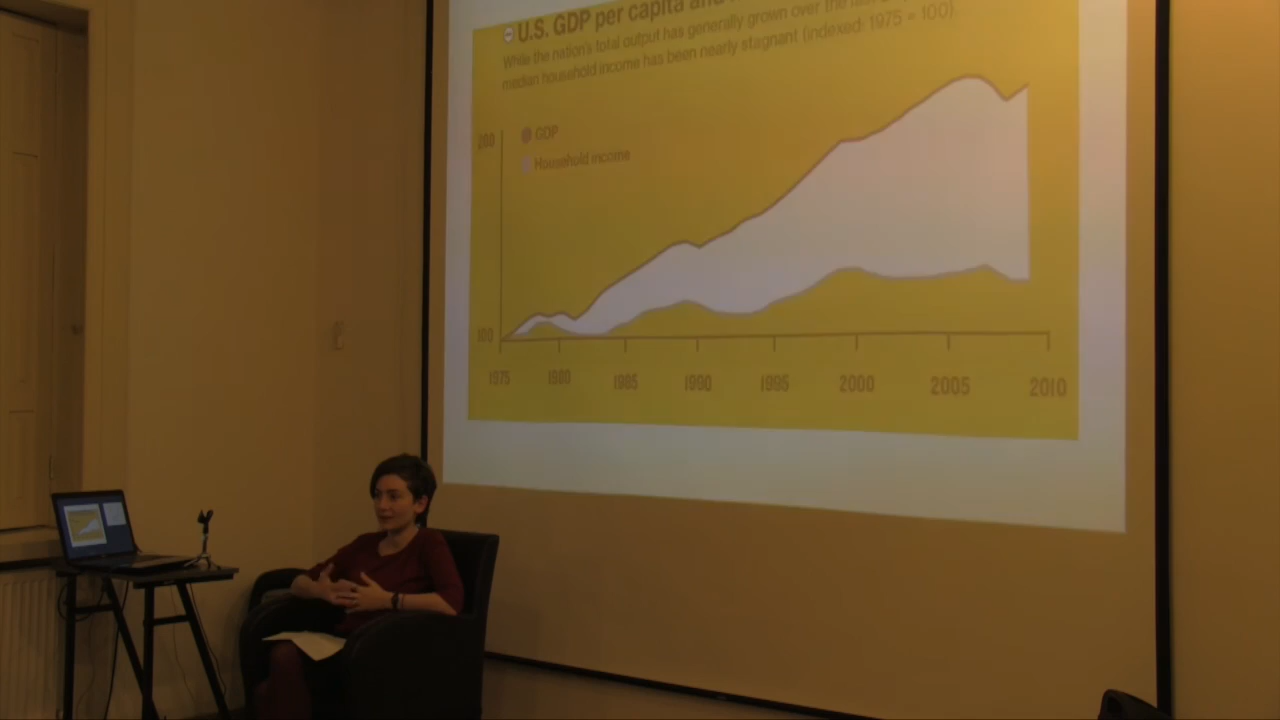 U.S. GDP per capita and
While the nation's total output has generally grown over the
median household income has been nearly stagnant (indexed: 1975 = 100)
200
GDP
Household income
100
1975 1980 1985 1990 1995 2000 2005 2010